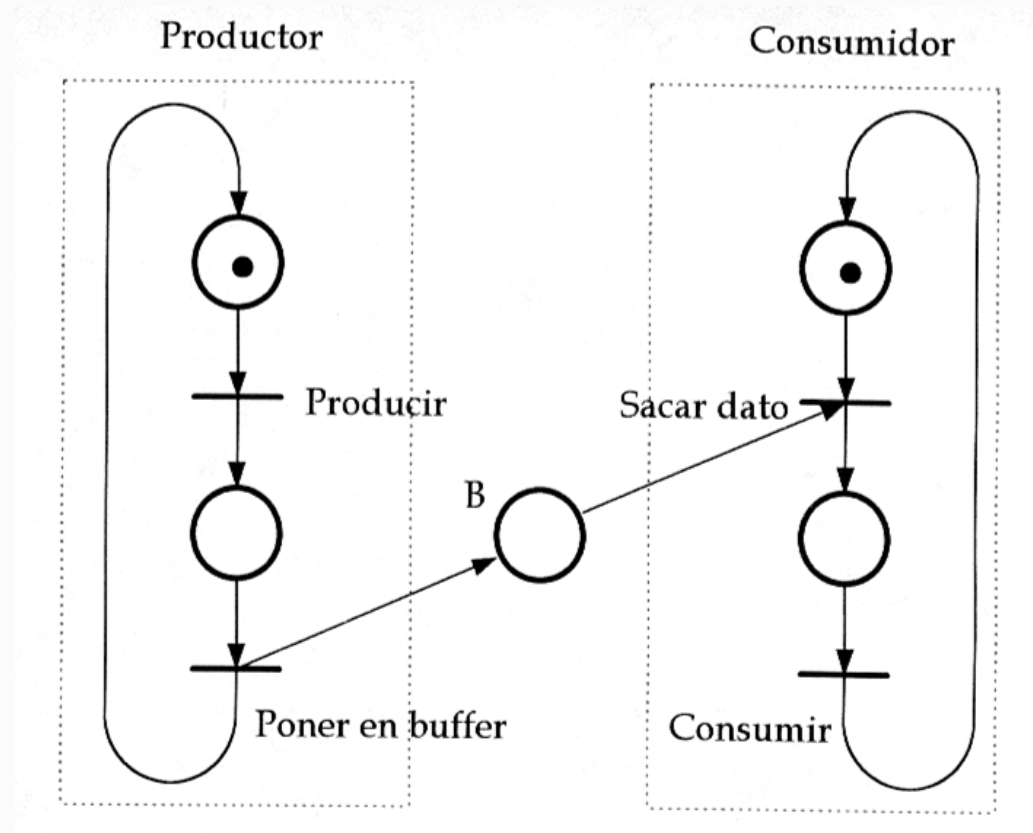 Productor
Consumidor
Producir
Sacar dato
B
Poner en buffer
Consumir